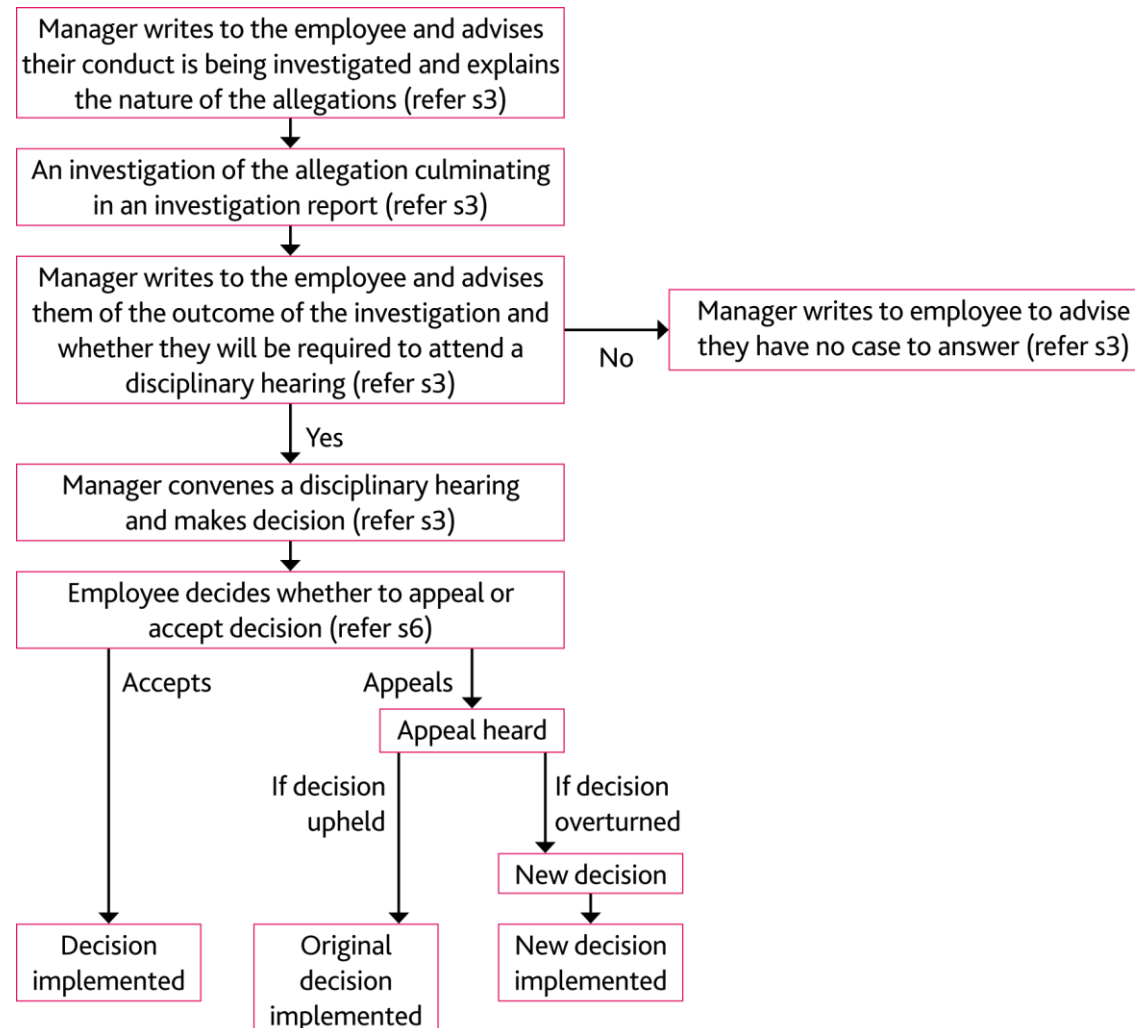 Manager writes to the employee and advises
their conduct is being investigated and explains
the nature of the allegations (refer s3)
An investigation of the allegation culminating
in an investigation report (refer s3)
Manager writes to the employee and advises
them of the outcome of the investigation and
whether they will be required to attend a
disciplinary hearing (refer s3)
No
Manager writes to employee to advise
they have no case to answer (refer s3)
Yes
Manager convenes a disciplinary hearing
and makes decision (refer s3)
Employee decides whether to appeal or
accept decision (refer s6)
Accepts
Appeals
Appeal heard
If decision
upheld
If decision
overturned
New decision
Decision
implemented
Original
decision
implemented
New decision
implemented